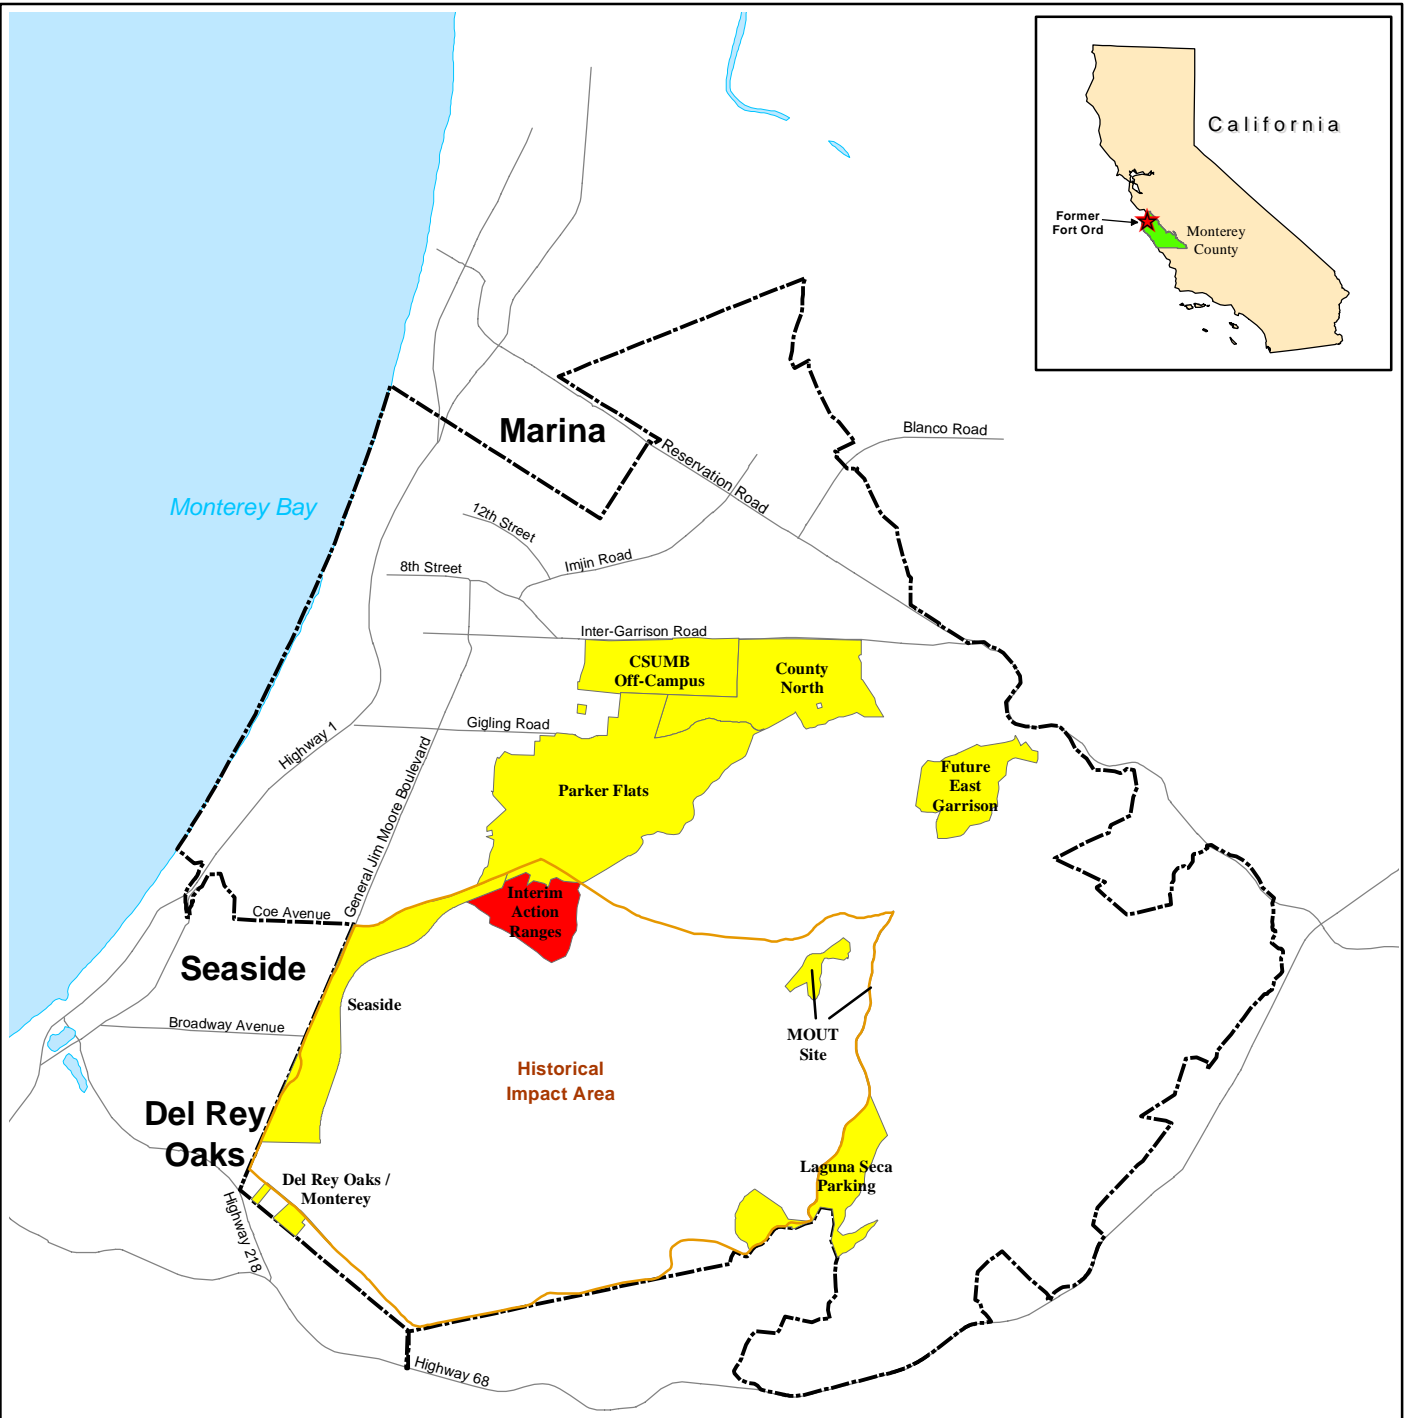 California
Former
Fort Ord
Monterey
County
Marina
Blanco Road
Reservation Road
Monterey Bay
12th Street
Imjin Road
8th Street
Inter-Garrison Road
CSUMB
Off-Campus
County
North
Gigling Road
Highway 1
General Jim Moore Boulevard
Parker Flats
Future
East
Garrison
Interim
Action
Ranges
Coe Avenue
Seaside
Seaside
Broadway Avenue
MOUT
Site
Historical
Impact Area
Del Rey
Oaks
Laguna Seca
Parking
Del Rey Oaks /
Monterey
Highway 218
Highway 68